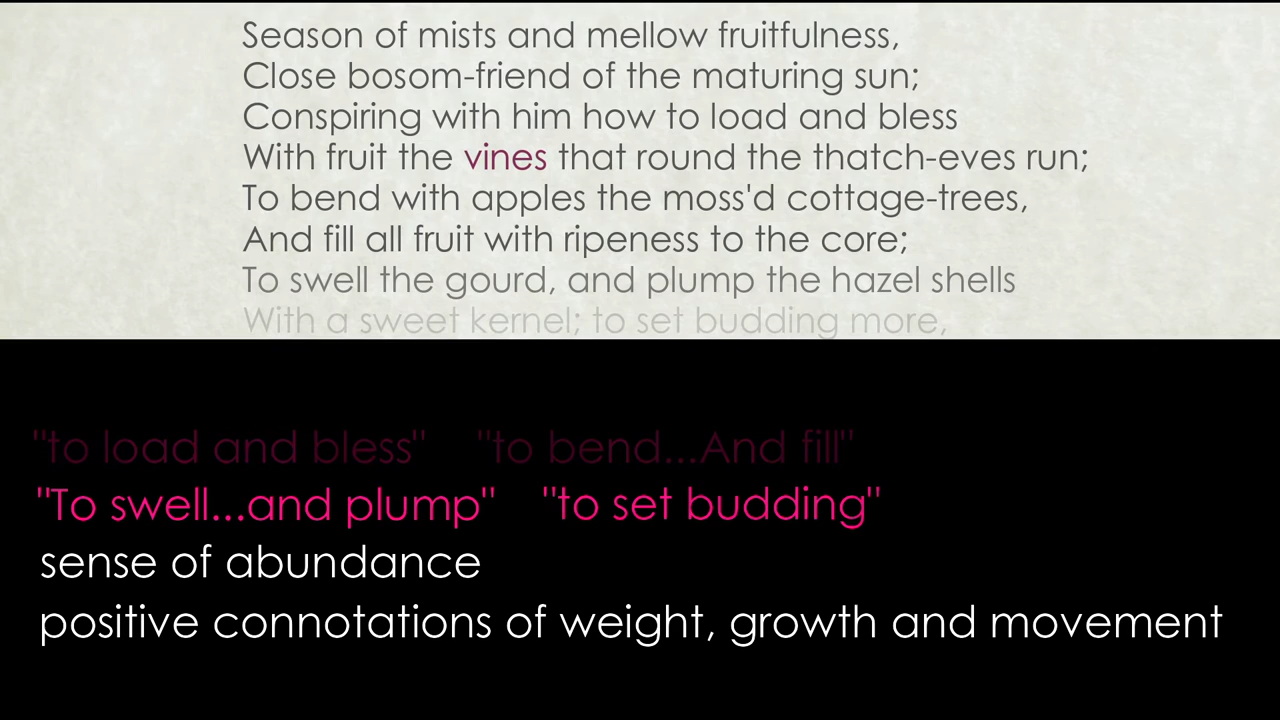 Season of mists and mellow fruitfulness,
Close bosom-friend of the maturing sun;
Conspiring with him how to load and bless
With fruit the vines that round the thatch-eves run;
To bend with apples the moss'd cottage-trees,
And fill all fruit with ripeness to the core;
To swell the gourd, and plump the hazel shells
With a sweet kernel; to set budding more,
"to load and bless" "to bend...And fill"
"To swell...and plump" "to set budding"
sense of abundance
positive connotations of weight, growth and movement